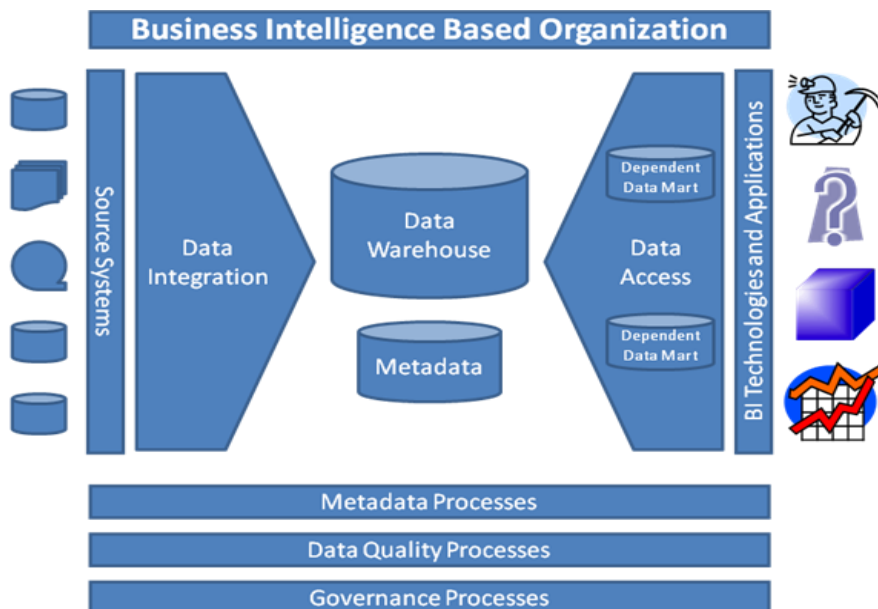 Business Intelligence Based Organization
Source Systems
Data
Integration
Data
Warehouse
Metadata
Dependent
Data Mart
Data
Access
Dependent
Data Mart
BI Technologies and Applications
?
Metadata Processes
Data Quality Processes
Governance Processes